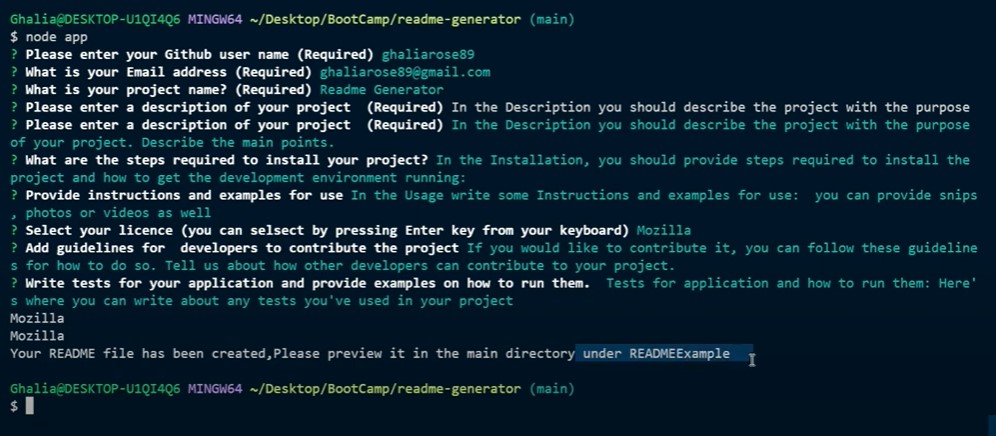 Ghalia@DESKTOP-U1QI4Q6 MINGW64 ~/Desktop/BootCamp/readme-generator (main)
$ node app
? Please enter your Github user name (Required) ghaliarose89
? What is your Email address (Required) ghaliarose89@gmail.com
? What is your project name? (Required) Readme Generator
? Please enter a description of your project  (Required) In the Description you should describe the project with the purpose
? Please enter a description of your project  (Required) In the Description you should describe the project with the purpose
of your project. Describe the main points.
? What are the steps required to install your project? In the Installation, you should provide steps required to install the
project and how to get the development environment running:
? Provide instructions and examples for use In the Usage write some Instructions and examples for use:  you can provide snips
, photos or videos as well
? Select your licence (you can selsect by pressing Enter key from your keyboard) Mozilla
? Add guidelines for  developers to contribute the project If you would like to contribute it, you can follow these guideline
s for how to do so. Tell us about how other developers can contribute to your project.
? Write tests for your application and provide examples on how to run them.  Tests for application and how to run them: Here'
s where you can write about any tests you've used in your project
Mozilla
Mozilla
Your README file has been created,Please preview it in the main directory under READMEExample
Ghalia@DESKTOP-U1QI4Q6 MINGW64 ~/Desktop/BootCamp/readme-generator (main)
$